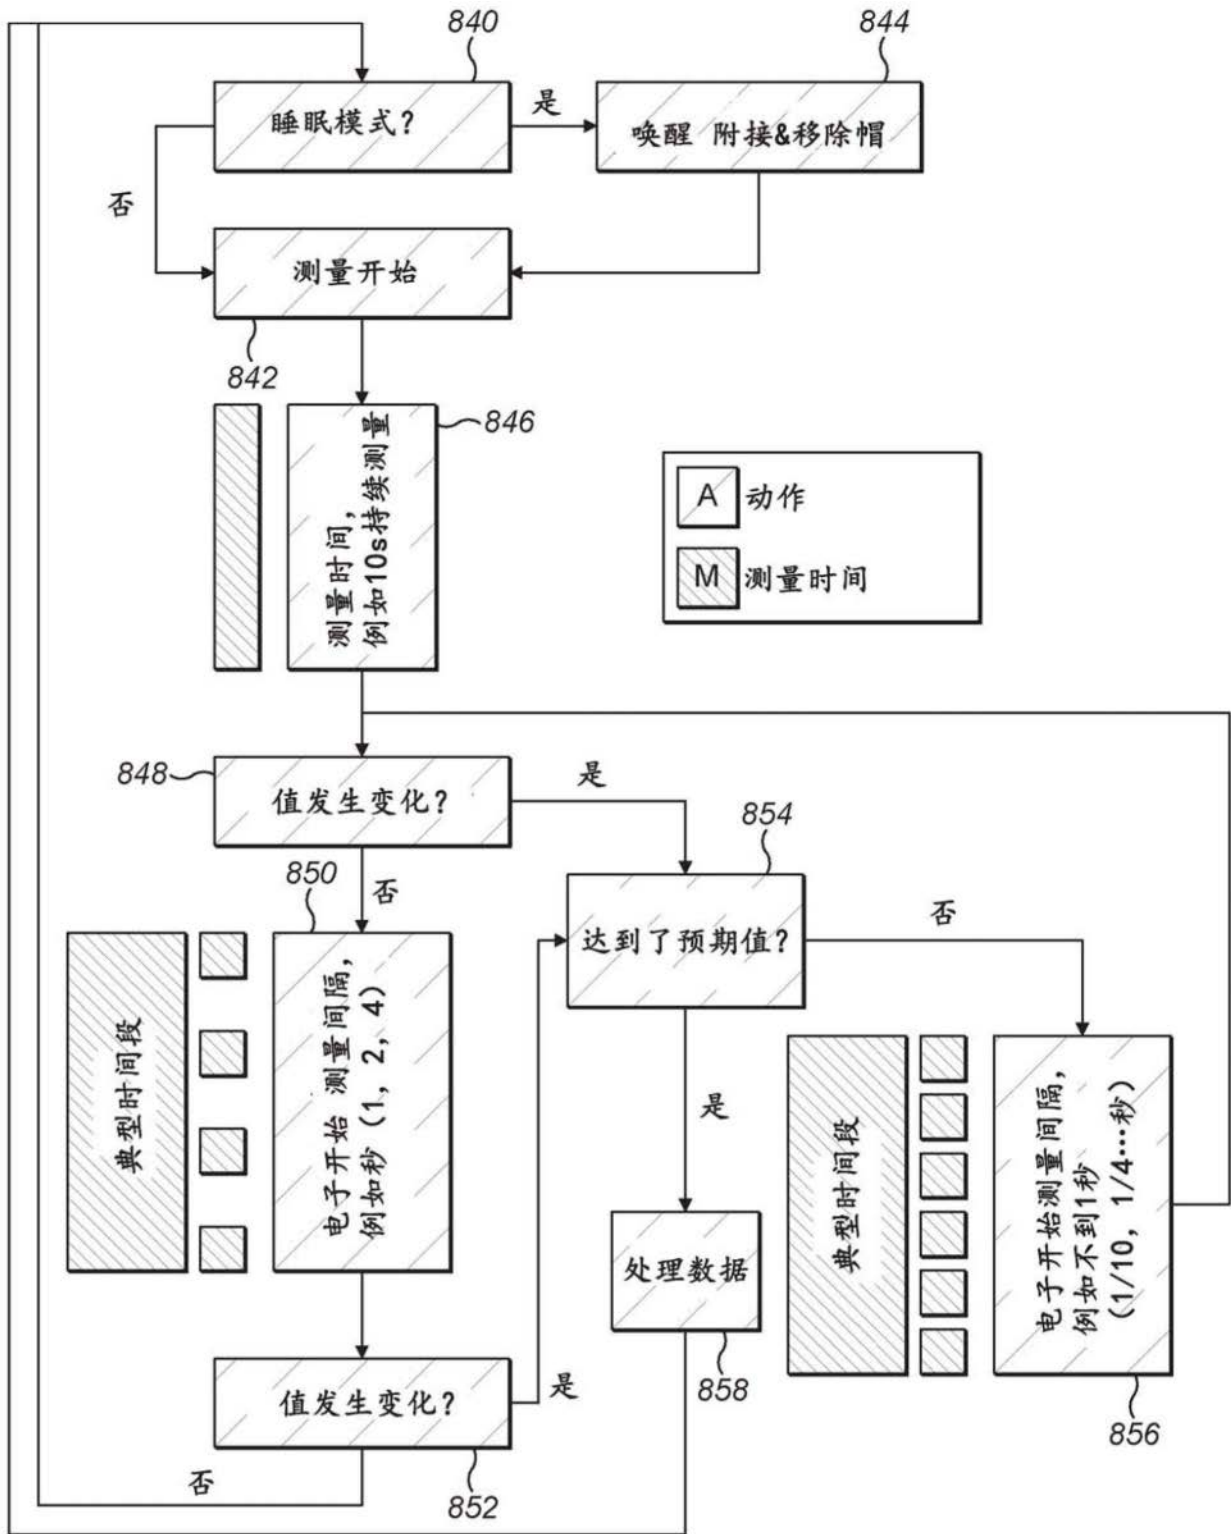 840
844
睡眠模式?
是
唤醒 附接&移除帽
否
测量开始
842
846
测量时间,
例如10s持续测量
A 动作
M 测量时间
848
值发生变化?
是
854
850
否
达到了预期值?
否
典型时间段
电子开始 测量间隔,
例如秒 (1, 2, 4)
是
典型时间段
电子开始测量间隔,
例如不到1秒
(1/10, 1/4…秒)
处理数据
858
值发生变化?
是
856
否
852